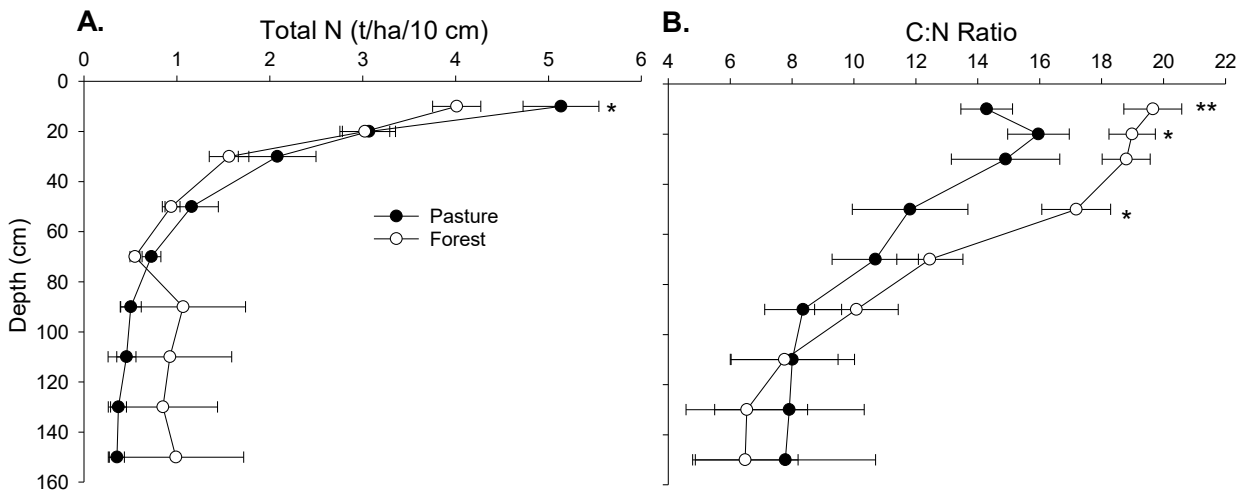 A.
Total N (t/ha/10 cm)
0 1 2 3 4 5 6
Depth (cm)
0
20
40
60
80
100
120
140
160
*
Pasture
Forest
B.
C:N Ratio
4 6 8 10 12 14 16 18 20 22
**
*
*